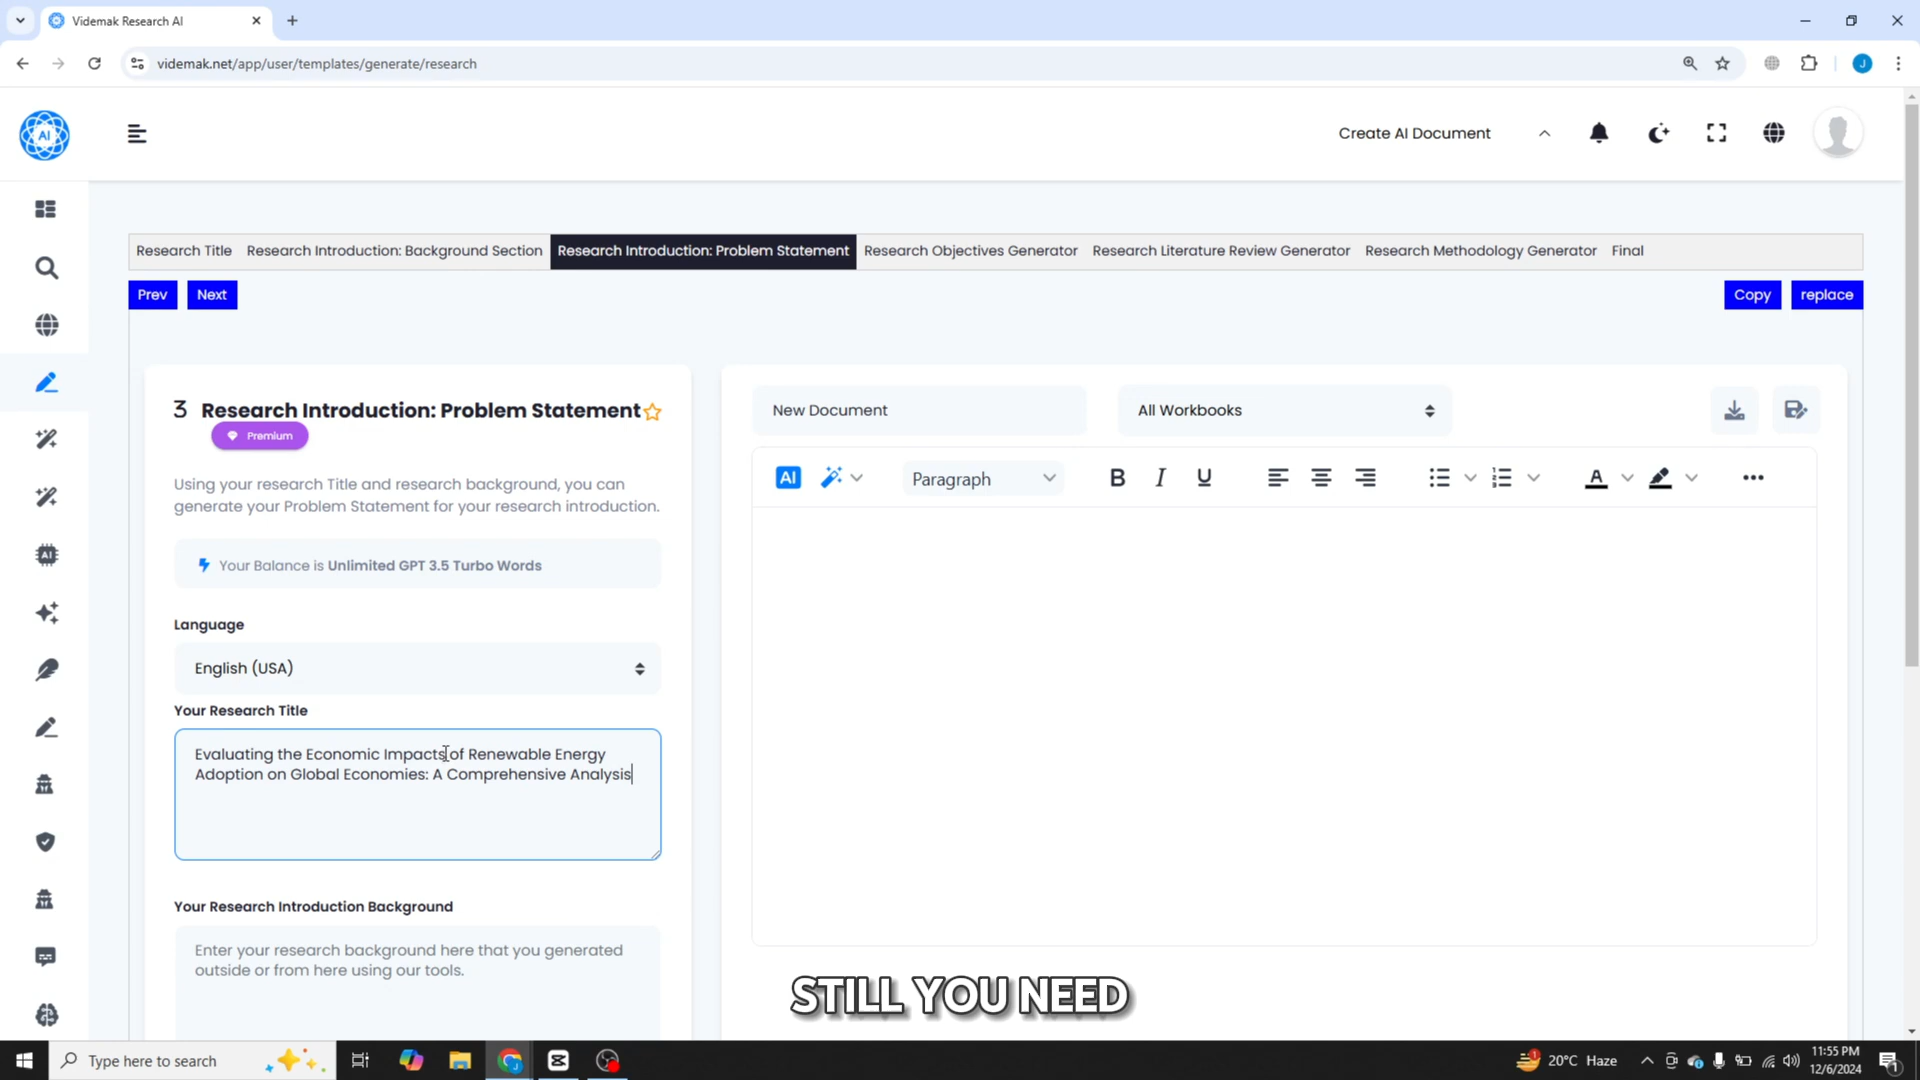 Videmak Research AI
videmak.net/app/user/templates/generate/research
J
AI
Create AI Document
Research Title Research Introduction: Background Section Research Introduction: Problem Statement Research Objectives Generator Research Literature Review Generator Research Methodology Generator Final
Prev Next Copy replace
3 Research Introduction: Problem Statement
Premium
New Document All Workbooks
Using your research Title and research background, you can
generate your Problem Statement for your research introduction.
AI Paragraph B I U A
Your Balance is Unlimited GPT 3.5 Turbo Words
AI
Language
English (USA)
Your Research Title
Evaluating the Economic Impacts of Renewable Energy
Adoption on Global Economies: A Comprehensive Analysis
Your Research Introduction Background
Enter your research background here that you generated
outside or from here using our tools.
STILL YOU NEED
Type here to search
1
20°C Haze
11:55 PM
12/6/2024
1